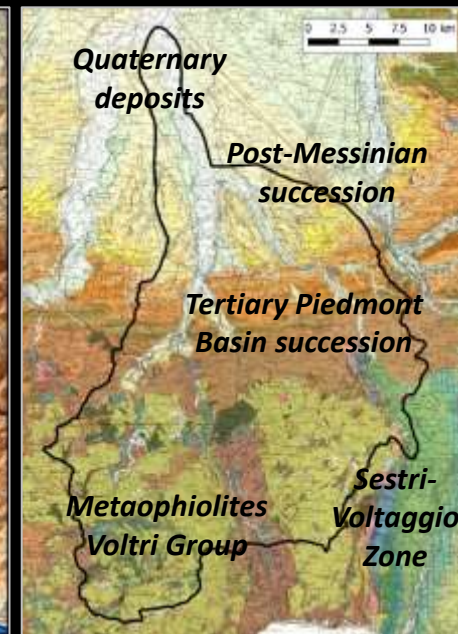 0 2.5 5 7.5 10 km
Quaternary
deposits
Post-Messinian
succession
Tertiary Piedmont
Basin succession
Metaophiolites
Voltri Group
Sestri-
Voltaggio
Zone